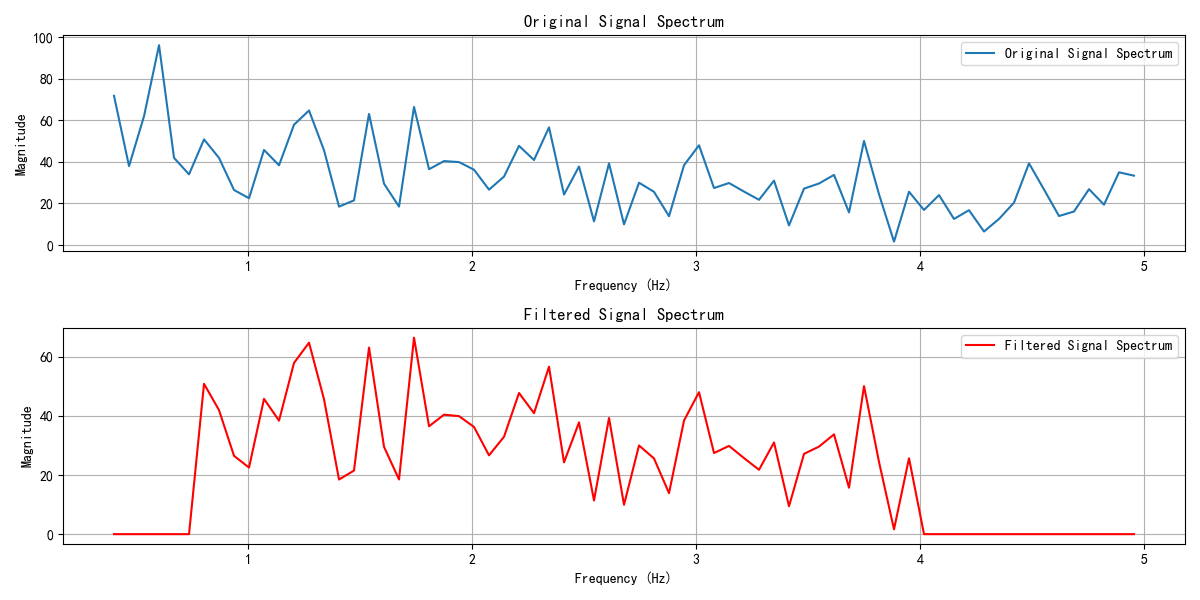 Original Signal Spectrum
100
80
60
40
20
0
Magnitude
Original Signal Spectrum
1 2 3 4 5
Frequency (Hz)
Filtered Signal Spectrum
60
40
20
0
Magnitude
Filtered Signal Spectrum
1 2 3 4 5
Frequency (Hz)